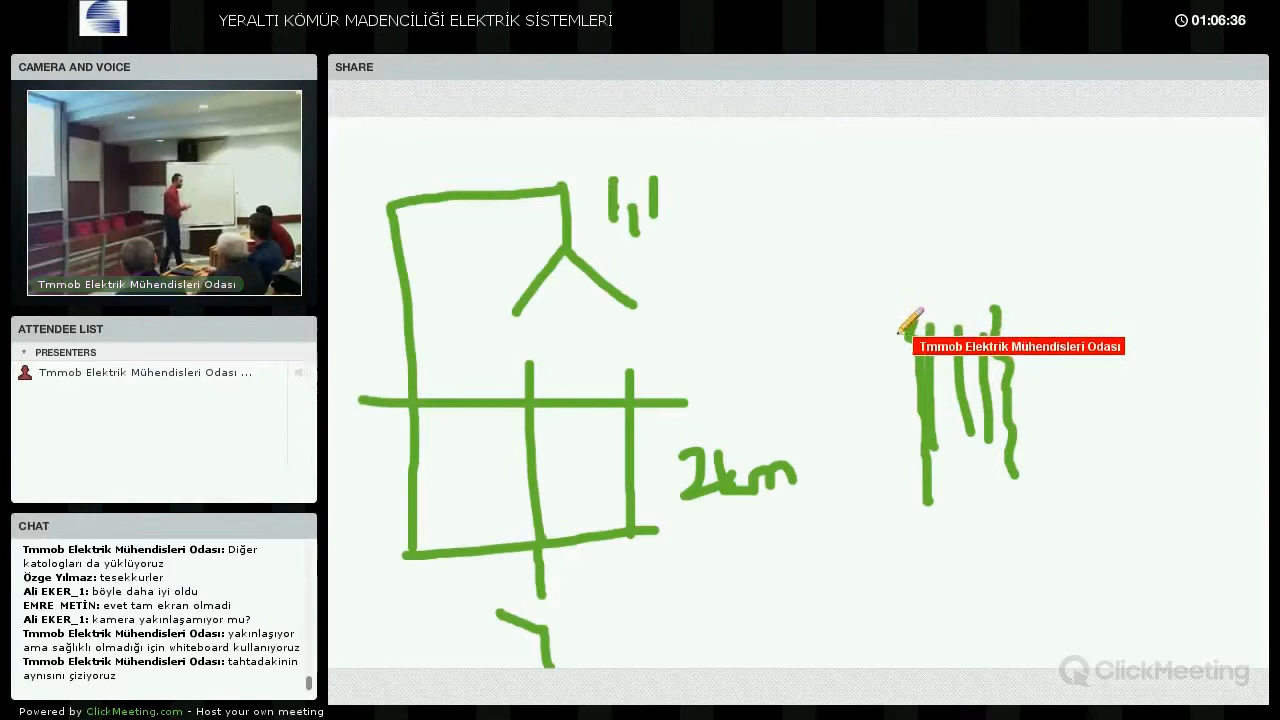 YERALTI KÖMÜR MADENCİLİĞİ ELEKTRİK SİSTEMLERİ
01:06:36
CAMERA AND VOICE
Tmmob Elektrik Mühendisleri Odası
ATTENDEE LIST
PRESENTERS
Tmmob Elektrik Mühendisleri Odası ...
CHAT
Tmmob Elektrik Mühendisleri Odası: Diğer
katologları da yüklüyoruz
Özge Yılmaz: tesekkurler
Ali EKER_1: böyle daha iyi oldu
EMRE METİN: evet tam ekran olmadi
Ali EKER_1: kamera yakınlaşamıyor mu?
Tmmob Elektrik Mühendisleri Odası: yakınlaşıyor
ama sağlıklı olmadığı için whiteboard kullanıyoruz
Tmmob Elektrik Mühendisleri Odası: tahtadakinin
aynısını çiziyoruz
Powered by ClickMeeting.com - Host your own meeting
SHARE
1,1
Tmmob Elektrik Mühendisleri Odası
2km
ClickMeeting